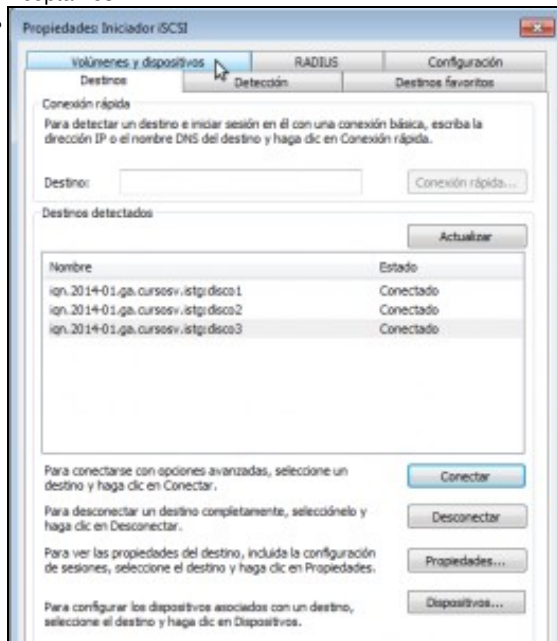 Propiedades: Iniciador iSCSI
Volúmenes y dispositivos RADIUS Configuración
Destinos Detección Destinos favoritos
Conexión rápida
Para detectar un destino e iniciar sesión en él con una conexión básica, escriba la
dirección IP o el nombre DNS del destino y haga clic en Conexión rápida.
Destino: Conexión rápida...
Destinos detectados
Actualizar
Nombre Estado
iqn.2014-01.ga.cursosv.istg:disco1 Conectado
iqn.2014-01.ga.cursosv.istg:disco2 Conectado
iqn.2014-01.ga.cursosv.istg:disco3 Conectado
Para conectarse con opciones avanzadas, seleccione un
destino y haga clic en Conectar.
Conectar
Para desconectar un destino completamente, selecciónelo y
haga clic en Desconectar.
Desconectar
Para ver las propiedades del destino, incluida la configuración
de sesiones, seleccione el destino y haga clic en Propiedades.
Propiedades...
Para configurar los dispositivos asociados con un destino,
seleccione el destino y haga clic en Dispositivos.
Dispositivos...